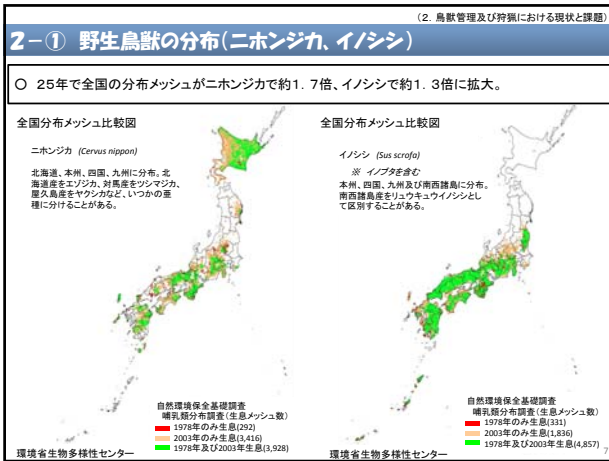 (2. 鳥獣管理及び狩猟における現状と課題)
2-① 野生鳥獣の分布(ニホンジカ、イノシシ)
○ 25年で全国の分布メッシュがニホンジカで約1.7倍、イノシシで約1.3倍に拡大。
全国分布メッシュ比較図
ニホンジカ (Cervus nippon)
北海道、本州、四国、九州に分布。北
海道産をエゾジカ、対馬産をツシマジカ、
屋久島産をヤクシカなど、いつかの亜
種に分けることがある。
自然環境保全基礎調査
哺乳類分布調査(生息メッシュ数)
1978年のみ生息(292)
2003年のみ生息(3,416)
1978年及び2003年生息(3,928)
環境省生物多様性センター
全国分布メッシュ比較図
イノシシ (Sus scrofa)
※ イノブタを含む
本州、四国、九州及び南西諸島に分布。
南西諸島産をリュウキュウイノシシとし
て区別することがある。
自然環境保全基礎調査
哺乳類分布調査(生息メッシュ数)
1978年のみ生息(331)
2003年のみ生息(1,836)
1978年及び2003年生息(4,857)
環境省生物多様性センター
7